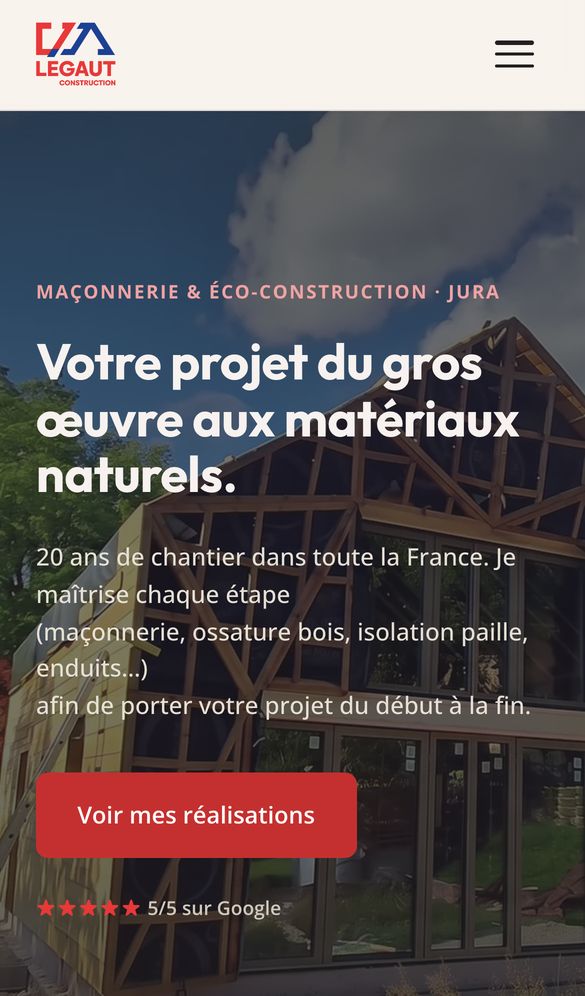 LEGAUT
CONSTRUCTION
MAÇONNERIE & ÉCO-CONSTRUCTION · JURA
Votre projet du gros
œuvre aux matériaux
naturels.
20 ans de chantier dans toute la France. Je
maîtrise chaque étape
(maçonnerie, ossature bois, isolation paille,
enduits...)
afin de porter votre projet du début à la fin.
Voir mes réalisations
★★★★★ 5/5 sur Google